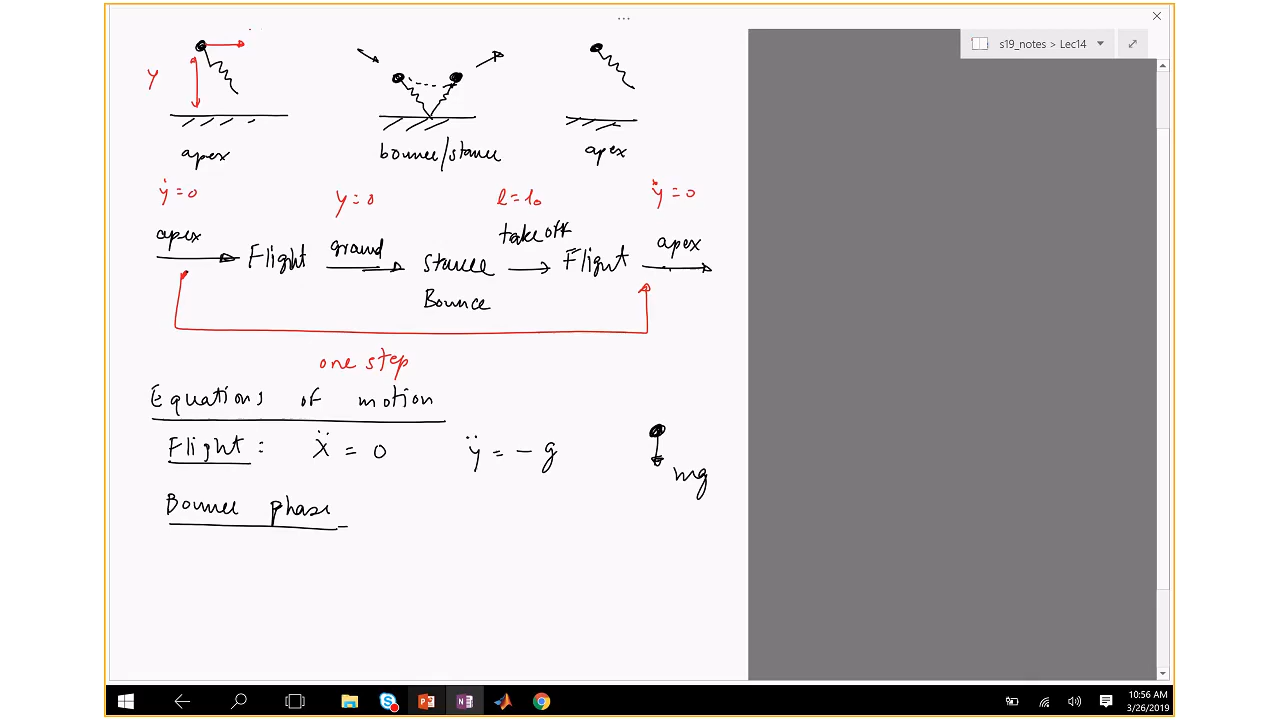 s19_notes > Lec14
y
apex bounce/stance apex
ẏ = 0 y = 0 l = l₀ ẏ = 0
apex Flight ground stance take off Flight apex
Bounce
one step
Equations of motion
Flight : ẍ = 0 ÿ = - g
mg
Bounce phase
10:56 AM
3/26/2019